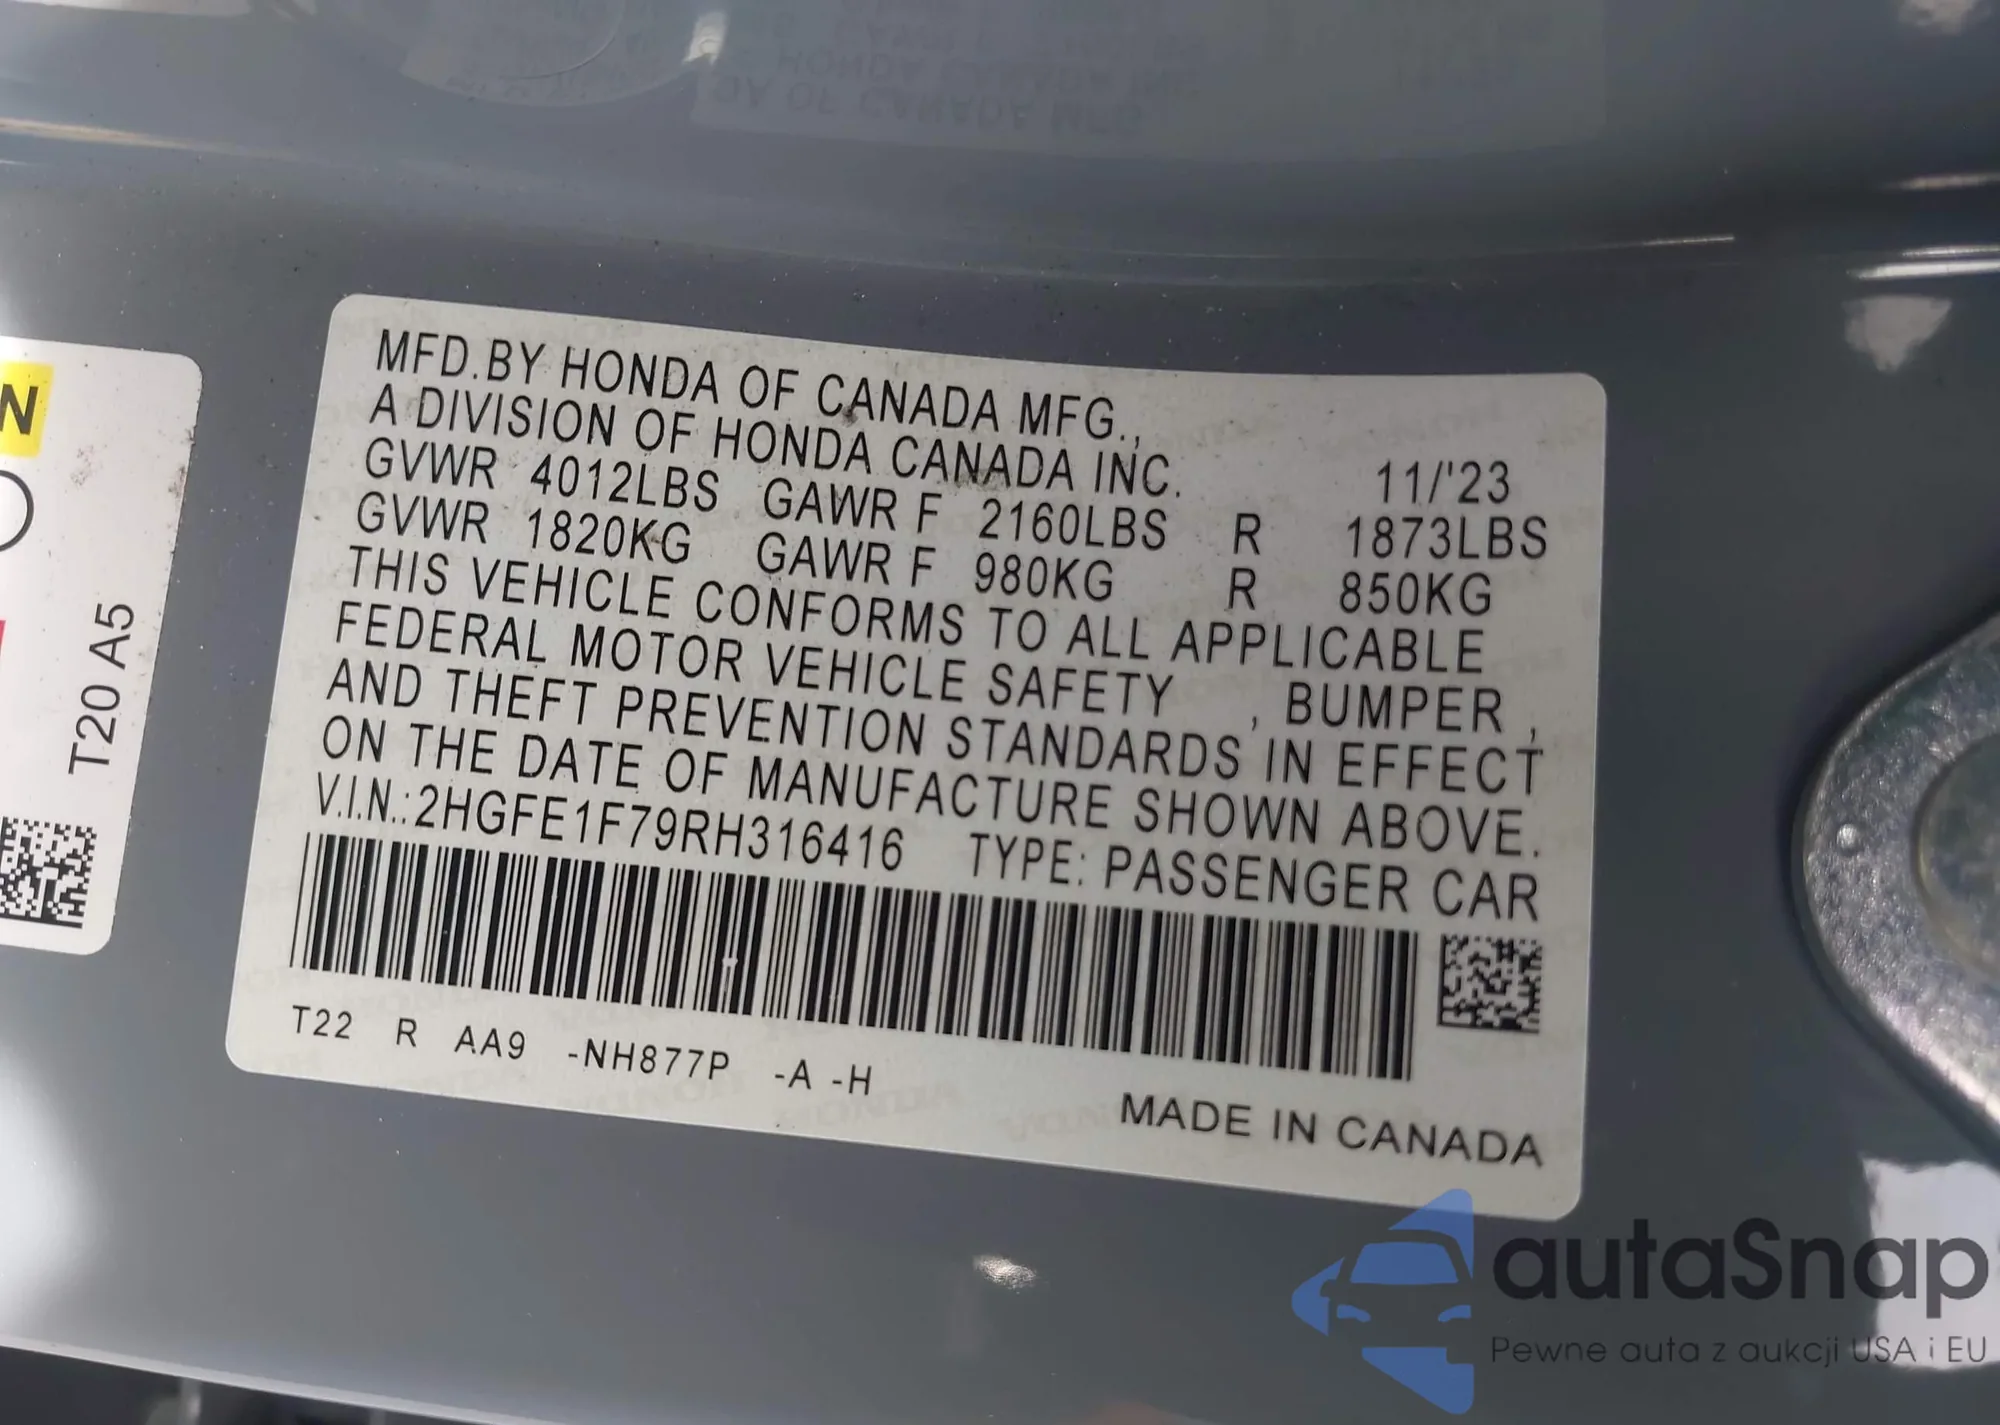 MFD.BY HONDA OF CANADA MFG.,
A DIVISION OF HONDA CANADA INC. 11/'23
GVWR 4012LBS GAWR F 2160LBS R 1873LBS
GVWR 1820KG GAWR F 980KG R 850KG
THIS VEHICLE CONFORMS TO ALL APPLICABLE
FEDERAL MOTOR VEHICLE SAFETY , BUMPER ,
AND THEFT PREVENTION STANDARDS IN EFFECT
ON THE DATE OF MANUFACTURE SHOWN ABOVE.
V.I.N.:2HGFE1F79RH316416 TYPE: PASSENGER CAR
T22 R AA9 -NH877P -A -H
MADE IN CANADA
N
T20 A5
autaSnap
Pewne auta z aukcji USA i EU